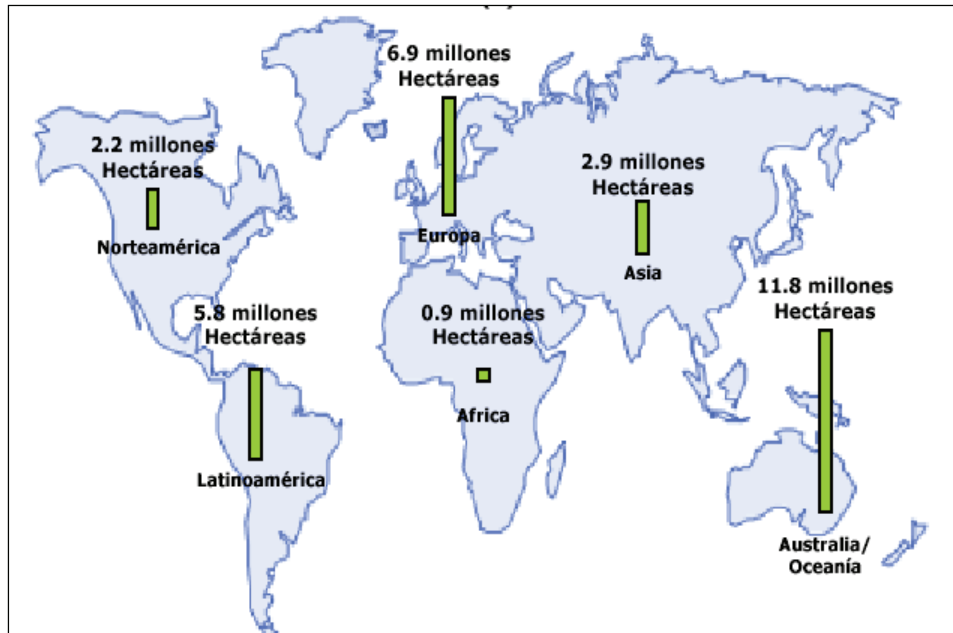 6.9 millones
Hectáreas
2.2 millones
Hectáreas
Norteamérica
Europa
2.9 millones
Hectáreas
Asia
5.8 millones
Hectáreas
Latinoamérica
0.9 millones
Hectáreas
Africa
11.8 millones
Hectáreas
Australia/
Oceanía